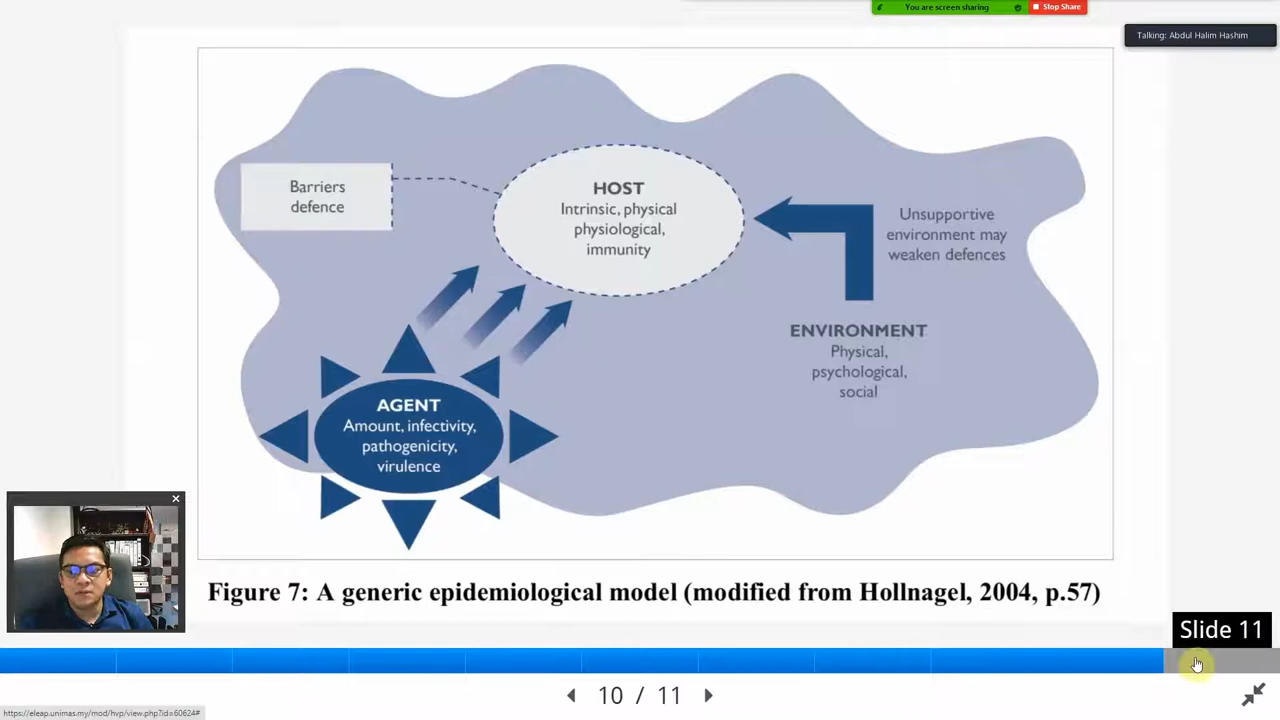 You are screen sharing
Stop Share
Talking: Abdul Halim Hashim
Barriers
defence
HOST
Intrinsic, physical
physiological,
immunity
Unsupportive
environment may
weaken defences
ENVIRONMENT
Physical,
psychological,
social
AGENT
Amount, infectivity,
pathogenicity,
virulence
Figure 7: A generic epidemiological model (modified from Hollnagel, 2004, p.57)
Slide 11
10 / 11
https://eleap.unimas.my/mod/hvp/view.php?id=60624#